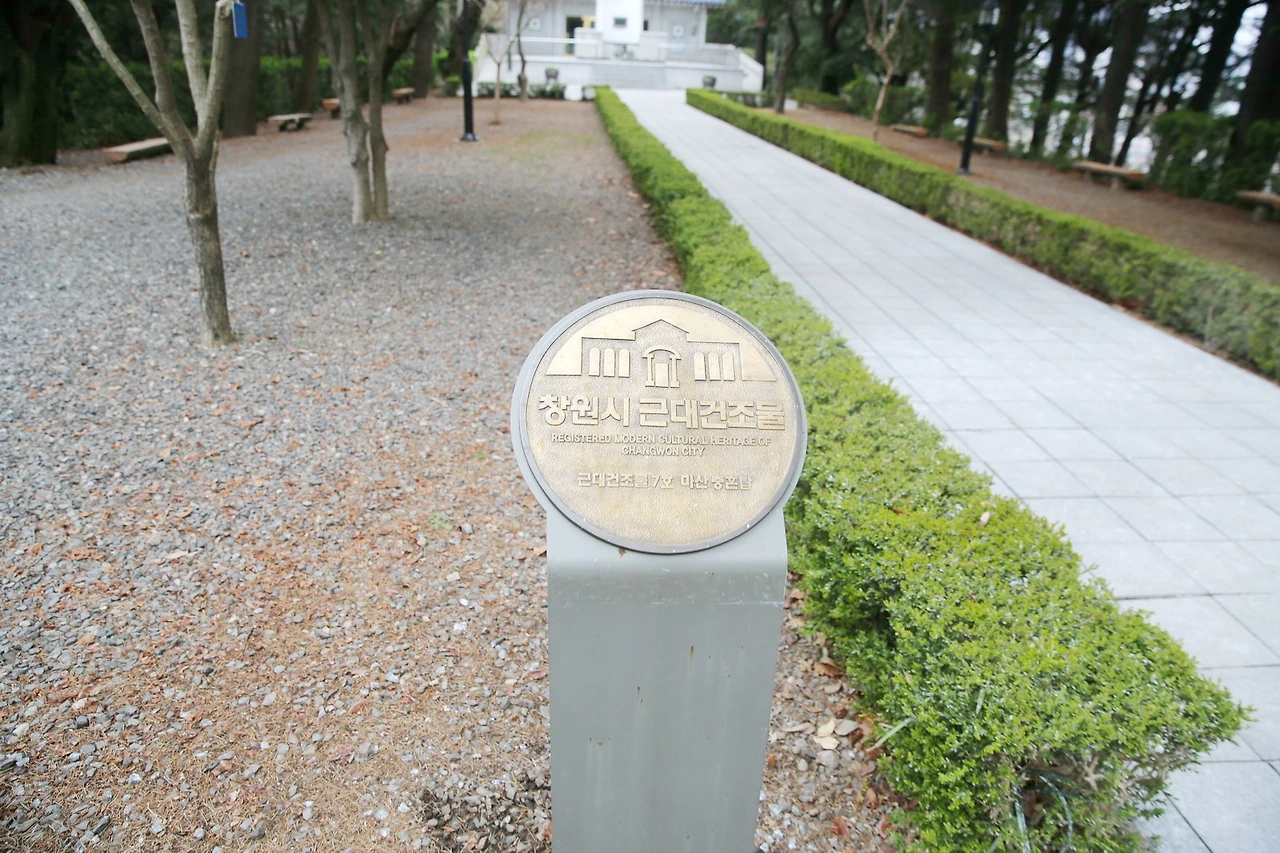 창원시 근대건조물
REGISTERED MODERN CULTURAL HERITAGE OF
CHANGWON CITY
근대건조물 7호 마산 충혼탑